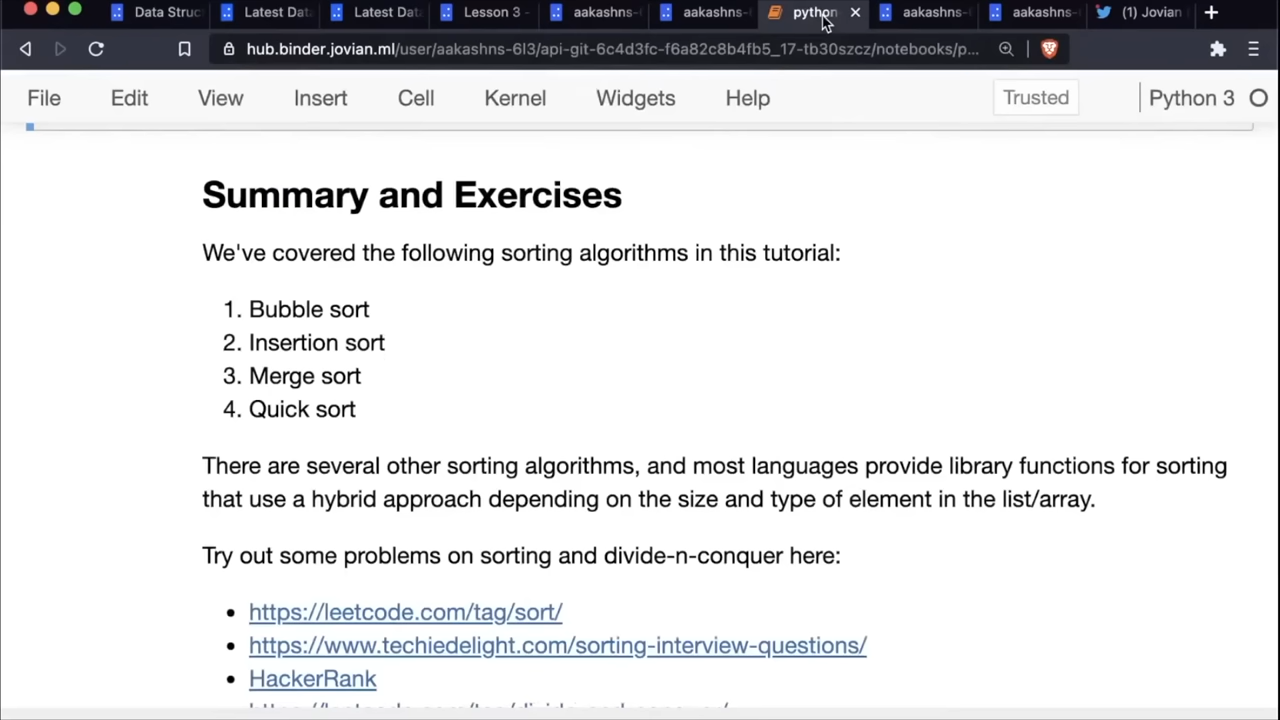 Data Struc
Latest Data
Latest Data
Lesson 3 -
aakashns-
aakashns-
python
aakashns-
aakashns-
(1) Jovian
hub.binder.jovian.ml/user/aakashns-6l3/api-git-6c4d3fc-f6a82c8b4fb5_17-tb30szcz/notebooks/p...
File Edit View Insert Cell Kernel Widgets Help Trusted Python 3
Summary and Exercises
We've covered the following sorting algorithms in this tutorial:
1. Bubble sort
2. Insertion sort
3. Merge sort
4. Quick sort
There are several other sorting algorithms, and most languages provide library functions for sorting
that use a hybrid approach depending on the size and type of element in the list/array.
Try out some problems on sorting and divide-n-conquer here:
• https://leetcode.com/tag/sort/
• https://www.techiedelight.com/sorting-interview-questions/
• HackerRank